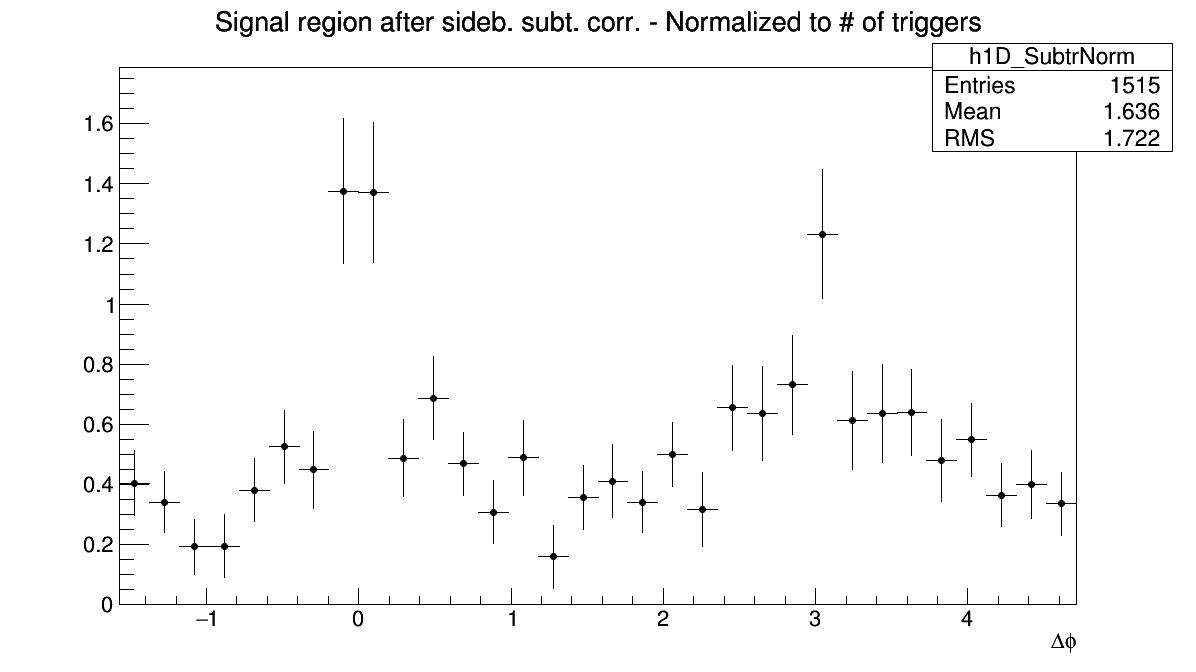 Signal region after sideb. subt. corr. - Normalized to # of triggers
h1D_SubtrNorm
Entries 1515
Mean 1.636
RMS 1.722
1.6
1.4
1.2
1
0.8
0.6
0.4
0.2
0
−1 0 1 2 3 4
Δϕ